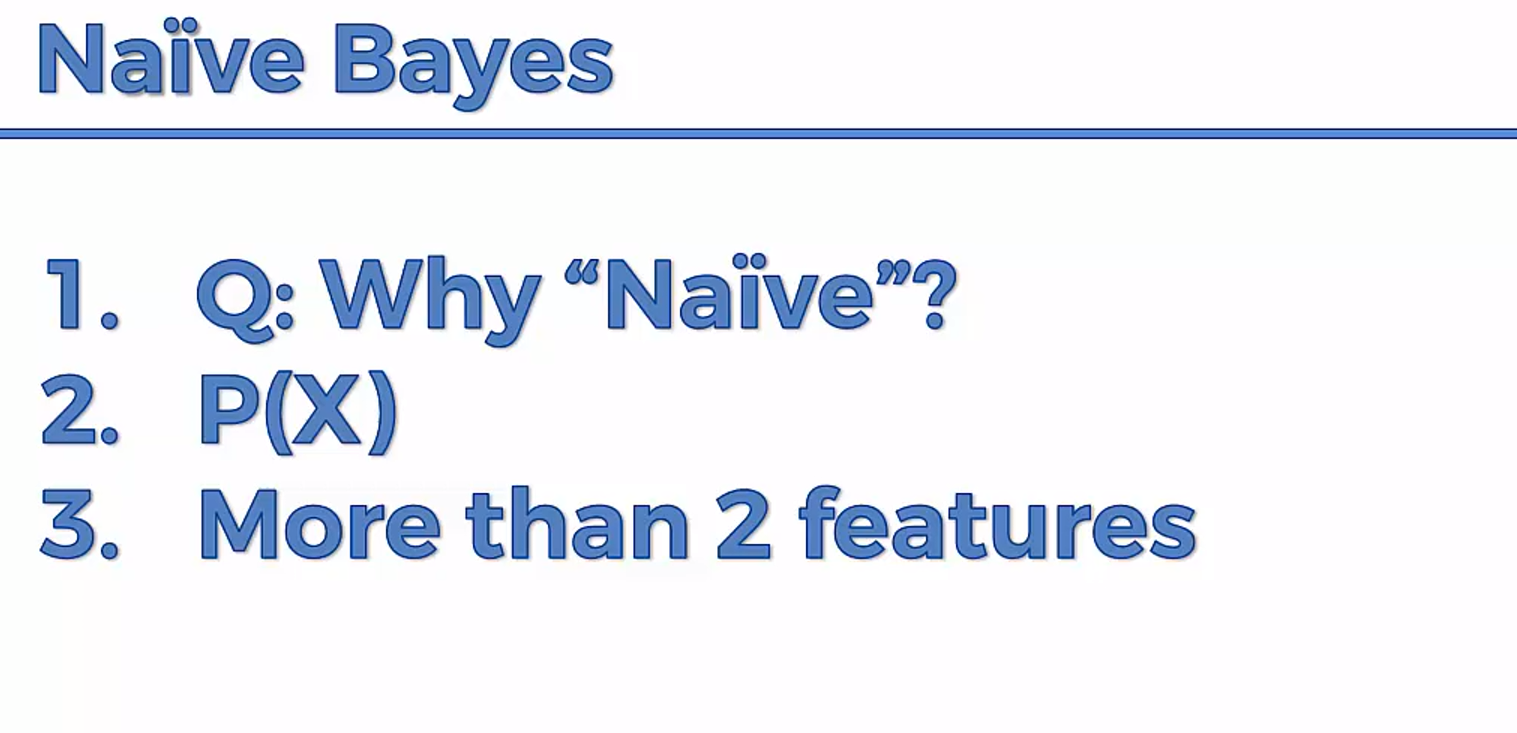 Naïve Bayes
1. Q: Why “Naïve”?
2. P(X)
3. More than 2 features